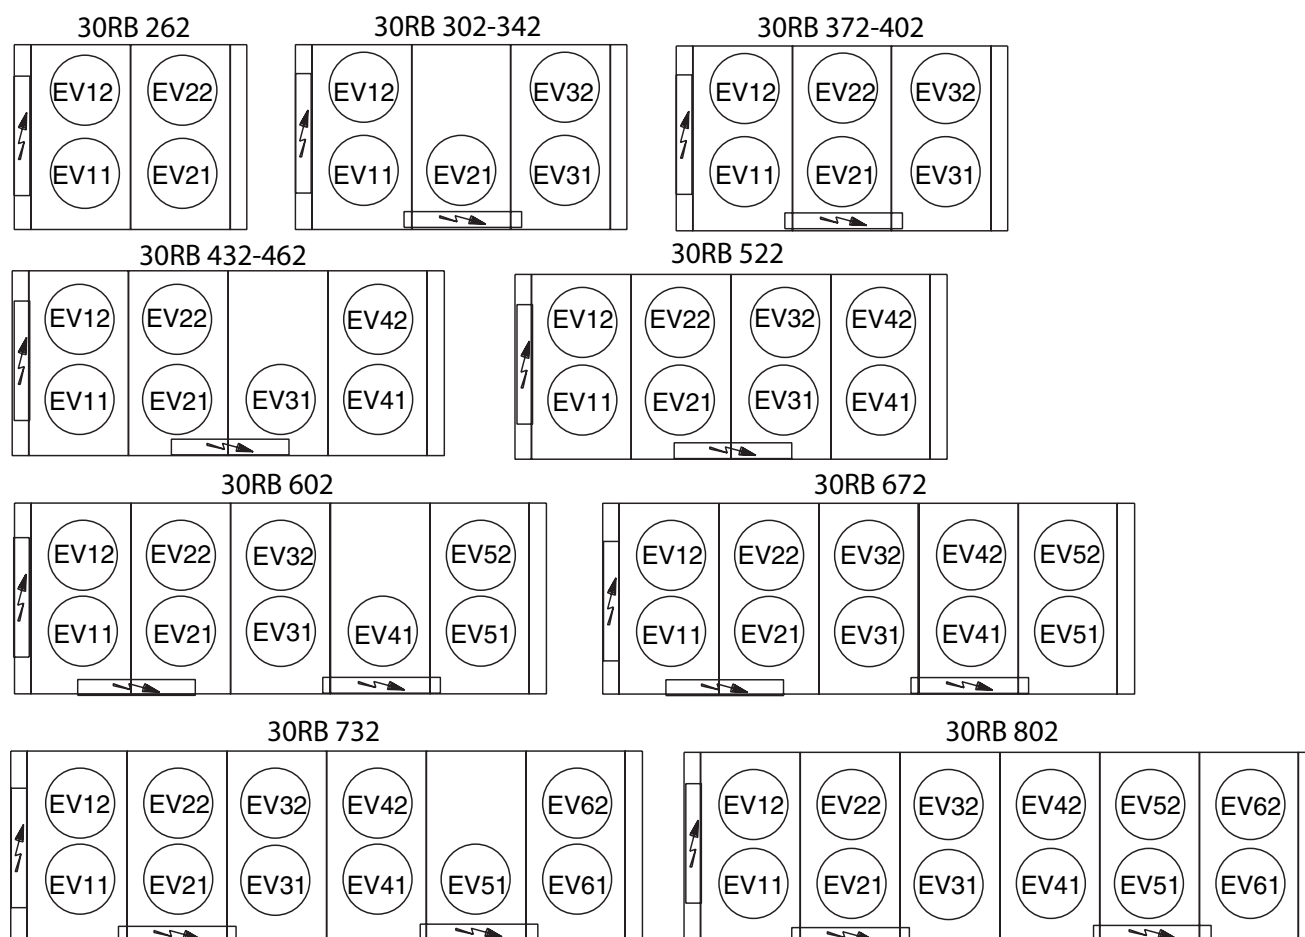 30RB 262 30RB 302-342 30RB 372-402
EV12 EV22 EV12 EV32 EV12 EV22 EV32
EV11 EV21 EV11 EV21 EV31 EV11 EV21 EV31
30RB 432-462 30RB 522
EV12 EV22 EV42 EV12 EV22 EV32 EV42
EV11 EV21 EV31 EV41 EV11 EV21 EV31 EV41
30RB 602 30RB 672
EV12 EV22 EV32 EV52 EV12 EV22 EV32 EV42 EV52
EV11 EV21 EV31 EV41 EV51 EV11 EV21 EV31 EV41 EV51
30RB 732 30RB 802
EV12 EV22 EV32 EV42 EV62 EV12 EV22 EV32 EV42 EV52 EV62
EV11 EV21 EV31 EV41 EV51 EV61 EV11 EV21 EV31 EV41 EV51 EV61